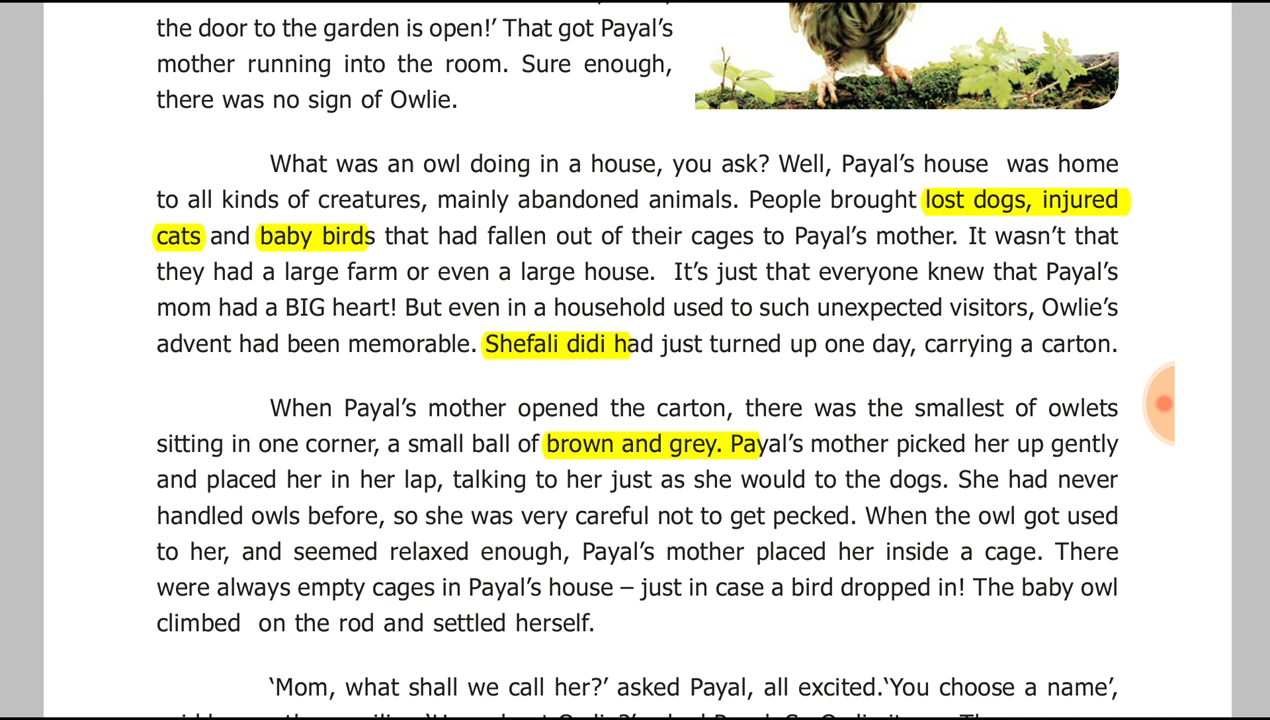 the door to the garden is open!’ That got Payal’s
mother running into the room. Sure enough,
there was no sign of Owlie.
What was an owl doing in a house, you ask? Well, Payal’s house was home
to all kinds of creatures, mainly abandoned animals. People brought lost dogs, injured
cats and baby birds that had fallen out of their cages to Payal’s mother. It wasn’t that
they had a large farm or even a large house. It’s just that everyone knew that Payal’s
mom had a BIG heart! But even in a household used to such unexpected visitors, Owlie’s
advent had been memorable. Shefali didi had just turned up one day, carrying a carton.
When Payal’s mother opened the carton, there was the smallest of owlets
sitting in one corner, a small ball of brown and grey. Payal’s mother picked her up gently
and placed her in her lap, talking to her just as she would to the dogs. She had never
handled owls before, so she was very careful not to get pecked. When the owl got used
to her, and seemed relaxed enough, Payal’s mother placed her inside a cage. There
were always empty cages in Payal’s house – just in case a bird dropped in! The baby owl
climbed on the rod and settled herself.
‘Mom, what shall we call her?’ asked Payal, all excited.‘You choose a name’,